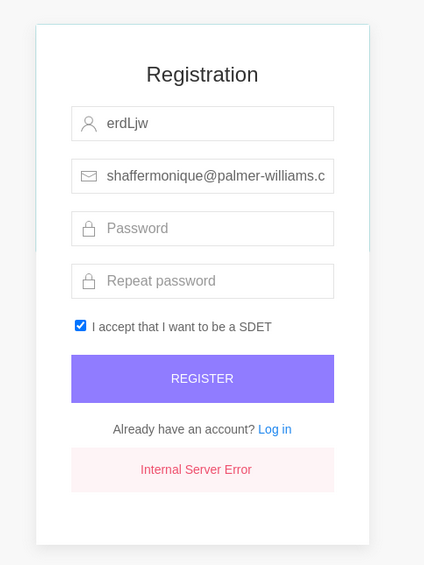 Registration
erdLjw
shaffermonique@palmer-williams.c
Password
Repeat password
I accept that I want to be a SDET
REGISTER
Already have an account? Log in
Internal Server Error